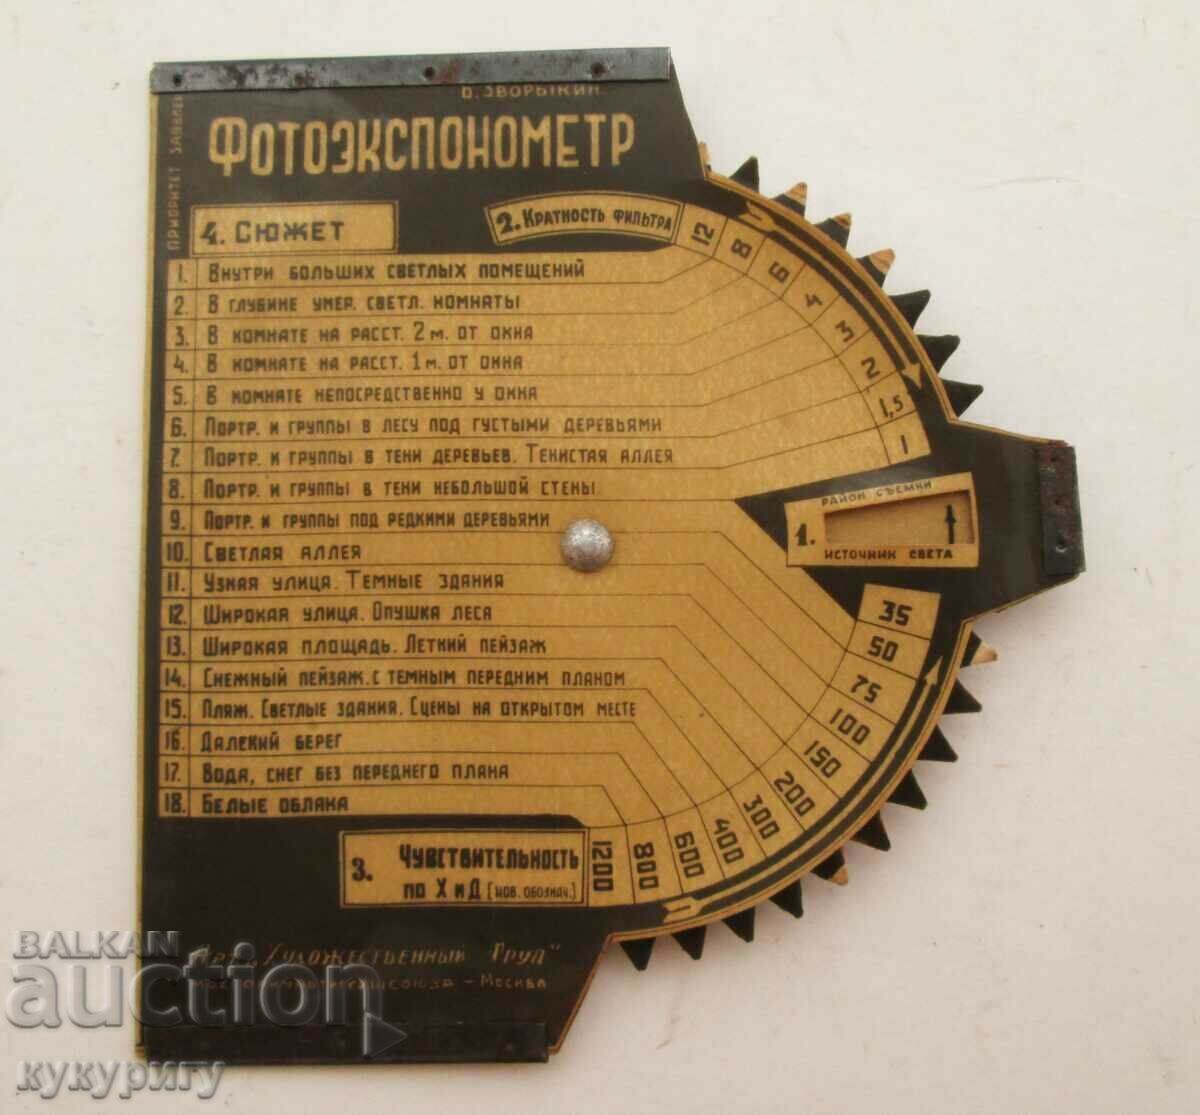 О. ЗВОРЫКИН.
ФОТОЭКСПОНОМЕТР
ПРИОРИТЕТ ЗАЯВЛЕН
4. СЮЖЕТ
2. КРАТНОСТЬ ФИЛЬТРА
12 8 6 4 3 2 1,5 1
1. ВНУТРИ БОЛЬШИХ СВЕТЛЫХ ПОМЕЩЕНИЙ
2. В ГЛУБИНЕ УМЕР. СВЕТЛ. КОМНАТЫ
3. В КОМНАТЕ НА РАССТ. 2 М. ОТ ОКНА
4. В КОМНАТЕ НА РАССТ. 1 М. ОТ ОКНА
5. В КОМНАТЕ НЕПОСРЕДСТВЕННО У ОКНА
6. ПОРТР. И ГРУППЫ В ЛЕСУ ПОД ГУСТЫМИ ДЕРЕВЬЯМИ
7. ПОРТР. И ГРУППЫ В ТЕНИ ДЕРЕВЬЕВ. ТЕНИСТАЯ АЛЛЕЯ
8. ПОРТР. И ГРУППЫ В ТЕНИ НЕБОЛЬШОЙ СТЕНЫ
9. ПОРТР. И ГРУППЫ ПОД РЕДКИМИ ДЕРЕВЬЯМИ
10. СВЕТЛАЯ АЛЛЕЯ
11. УЗКАЯ УЛИЦА. ТЕМНЫЕ ЗДАНИЯ
12. ШИРОКАЯ УЛИЦА. ОПУШКА ЛЕСА
13. ШИРОКАЯ ПЛОЩАДЬ. ЛЕТНИЙ ПЕЙЗАЖ
14. СНЕЖНЫЙ ПЕЙЗАЖ. С ТЕМНЫМ ПЕРЕДНИМ ПЛАНОМ
15. ПЛЯЖ. СВЕТЛЫЕ ЗДАНИЯ. СЦЕНЫ НА ОТКРЫТОМ МЕСТЕ
16. ДАЛЕКИЙ БЕРЕГ
17. ВОДА, СНЕГ БЕЗ ПЕРЕДНЕГО ПЛАНА
18. БЕЛЫЕ ОБЛАКА
РАЙОН СЪЕМКИ
1.
ИСТОЧНИК СВЕТА
35 50 75 100 150 200 300 400 600 800 1200
3. ЧУВСТВИТЕЛЬНОСТЬ
ПО Х И Д (НОВ. ОБОЗНАЧ.)
АРТ. „ХУДОЖЕСТВЕННЫЙ ТРУД"
– МОСКВА
BALKAN
auction
кукуригу